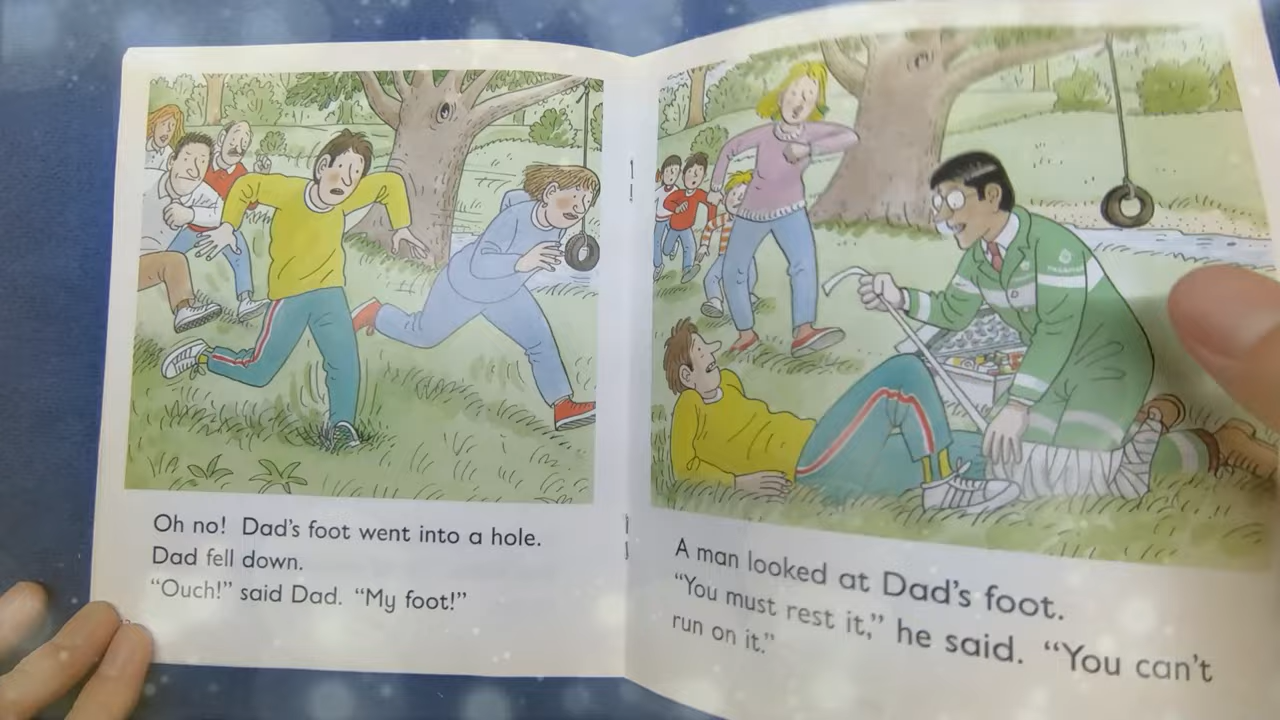 Oh no! Dad's foot went into a hole.
Dad fell down.
“Ouch!” said Dad. “My foot!”
A man looked at Dad's foot.
“You must rest it,” he said. “You can't
run on it.”